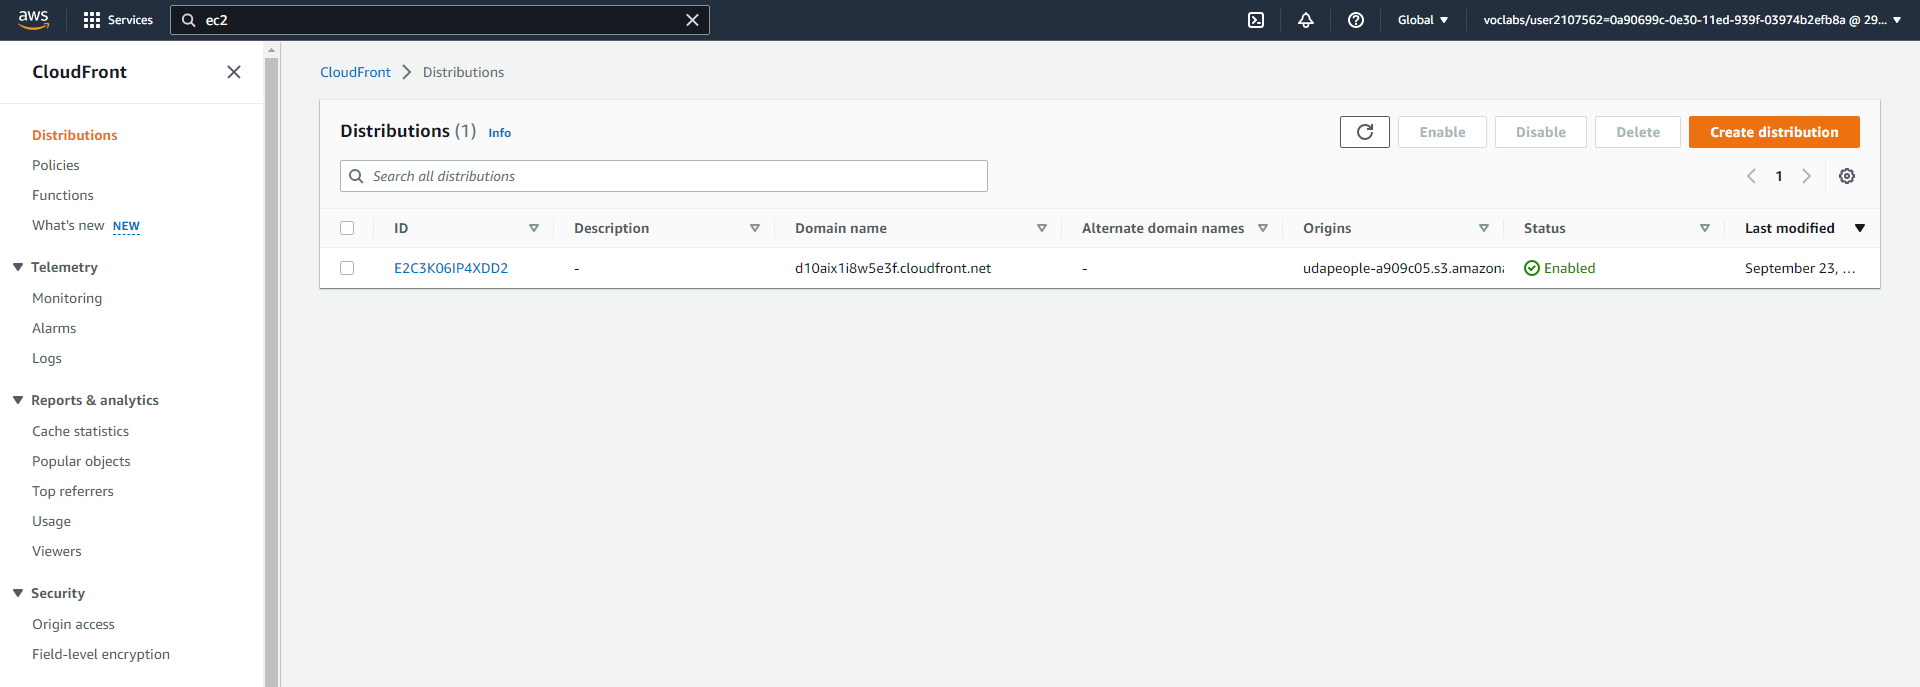 aws
Services
ec2
Global
voclabs/user2107562=0a90699c-0e30-11ed-939f-03974b2efb8a @ 29...
CloudFront
Distributions
Policies
Functions
What's new NEW
Telemetry
Monitoring
Alarms
Logs
Reports & analytics
Cache statistics
Popular objects
Top referrers
Usage
Viewers
Security
Origin access
Field-level encryption
CloudFront
Distributions
Distributions (1) Info
Enable
Disable
Delete
Create distribution
Search all distributions
1
ID
Description
Domain name
Alternate domain names
Origins
Status
Last modified
E2C3K06IP4XDD2
-
d10aix1i8w5e3f.cloudfront.net
-
udapeople-a909c05.s3.amazona
Enabled
September 23, ...